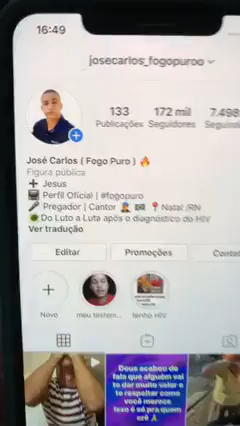 16:49
josecarlos_fogopuroo
133
172 mil
7.498
Publicações
Seguidores
José Carlos ( Fogo Puro )
Figura pública
Jesus
Perfil Oficial | #fogopuro
Pregador | Cantor
Natal /RN
Do Luto a Luta após o diagnóstico do HIV
Ver tradução
Editar
Promoções
Novo
meu testem...
tenho HIV
Deus acabou de
fala que alguém vai
te dar muito valor e
te respeitar como
você merece.
Isso é só pra quem
crê